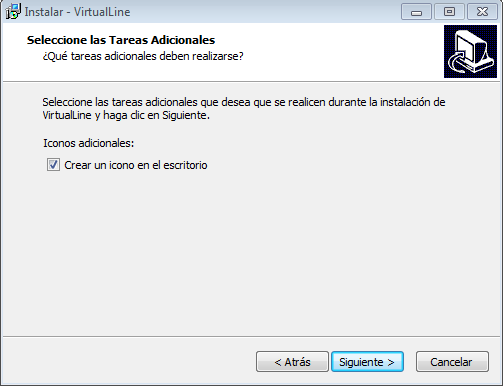 Instalar - VirtualLine
Seleccione las Tareas Adicionales
¿Qué tareas adicionales deben realizarse?
Seleccione las tareas adicionales que desea que se realicen durante la instalación de
VirtualLine y haga clic en Siguiente.
Iconos adicionales:
Crear un icono en el escritorio
< Atrás
Siguiente >
Cancelar